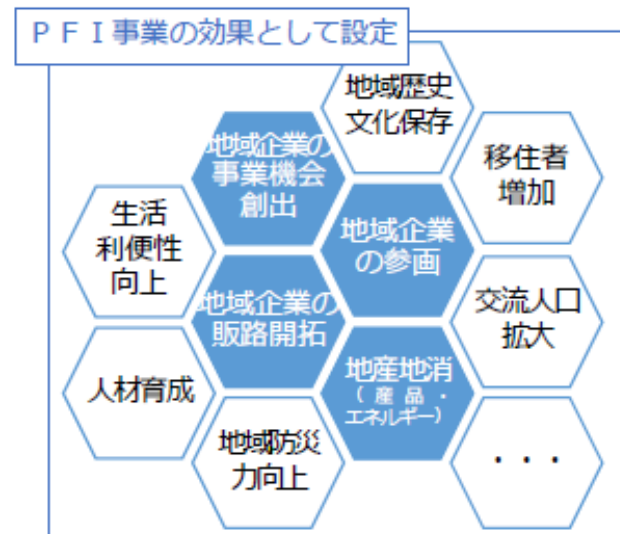 ＰＦＩ事業の効果として設定
地域歴史
文化保存
地域企業の
事業機会
創出
移住者
増加
生活
利便性
向上
地域企業
の参画
地域企業の
販路開拓
交流人口
拡大
人材育成
地産地消
（産品・
エネルギー）
地域防災
力向上
・・・